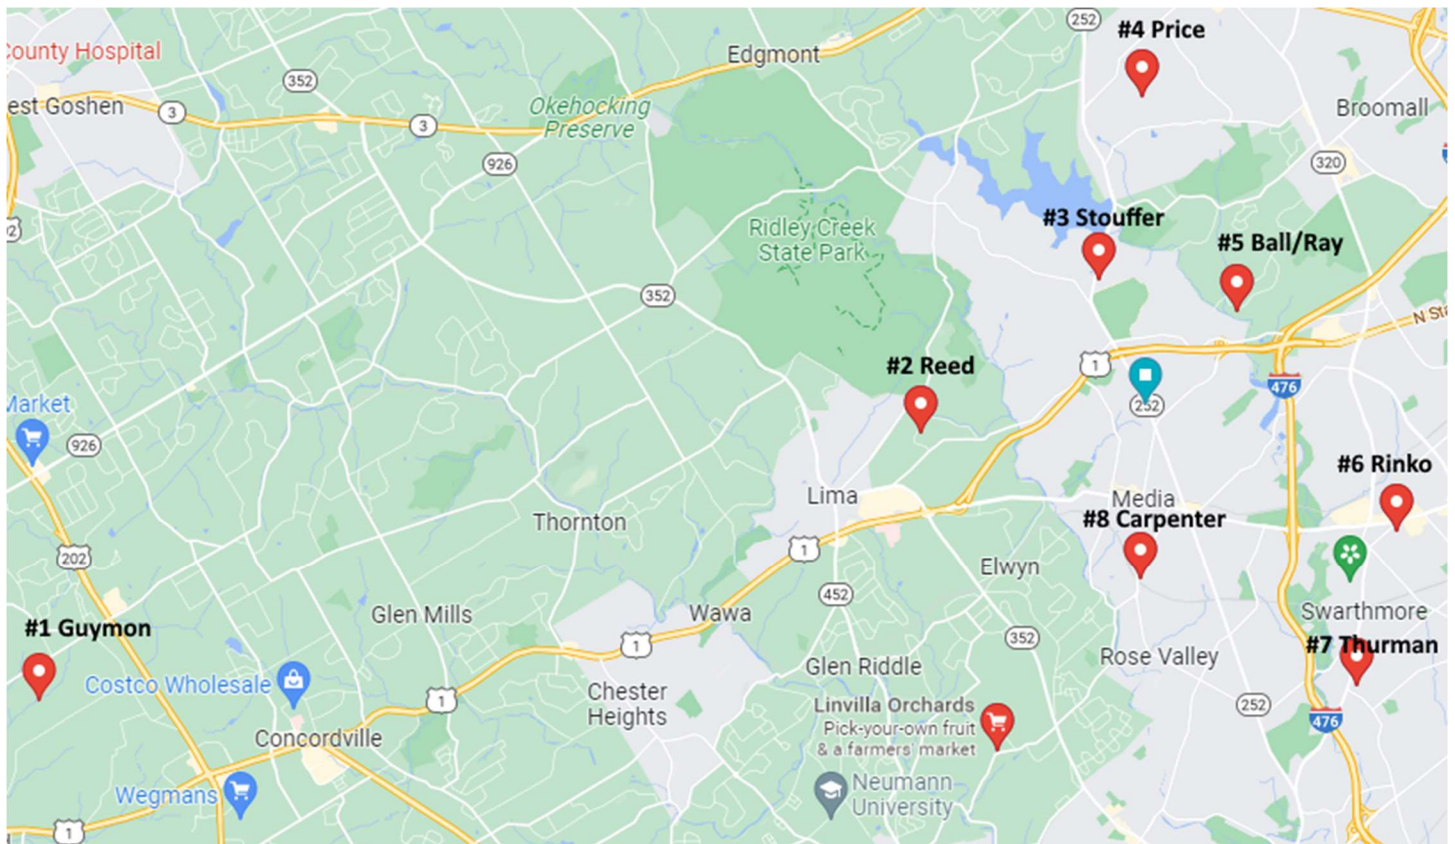 252
#4 Price
County Hospital
Edgmont
352
est Goshen
3
Okehocking
Preserve
Broomall
3
926
320
Ridley Creek
State Park
#3 Stouffer
#5 Ball/Ray
352
N Sta
1
#2 Reed
476
252
Market
926
#6 Rinko
Lima
Media
#8 Carpenter
Thornton
1
202
Elwyn
452
Swarthmore
Glen Mills
Wawa
#1 Guymon
352
1
#7 Thurman
Rose Valley
Glen Riddle
Costco Wholesale
1
Chester
Heights
Linvilla Orchards
Pick-your-own fruit
& a farmers' market
252
476
Concordville
Wegmans
Neumann
University
1